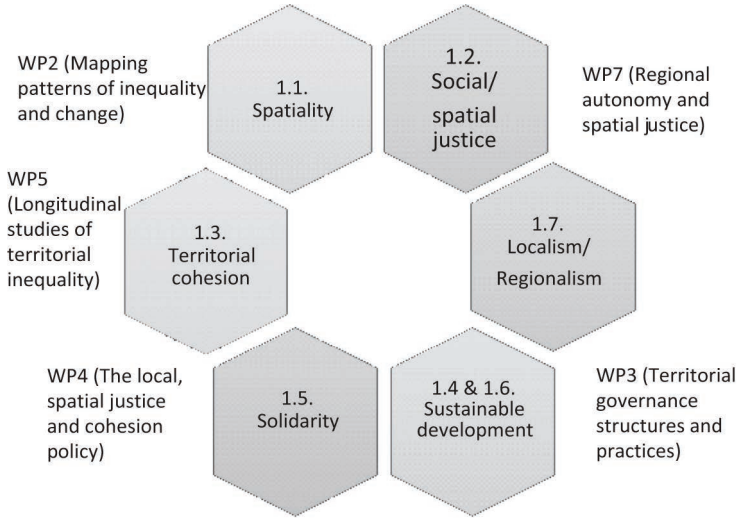 WP2 (Mapping
patterns of inequality
and change)
1.1.
Spatiality
1.2.
Social/
spatial
justice
WP7 (Regional
autonomy and
spatial justice)
WP5
(Longitudinal
studies of
territorial
inequality)
1.3.
Territorial
cohesion
1.7.
Localism/
Regionalism
WP4 (The local,
spatial justice
and cohesion
policy)
1.5.
Solidarity
1.4 & 1.6.
Sustainable
development
WP3 (Territorial
governance
structures and
practices)